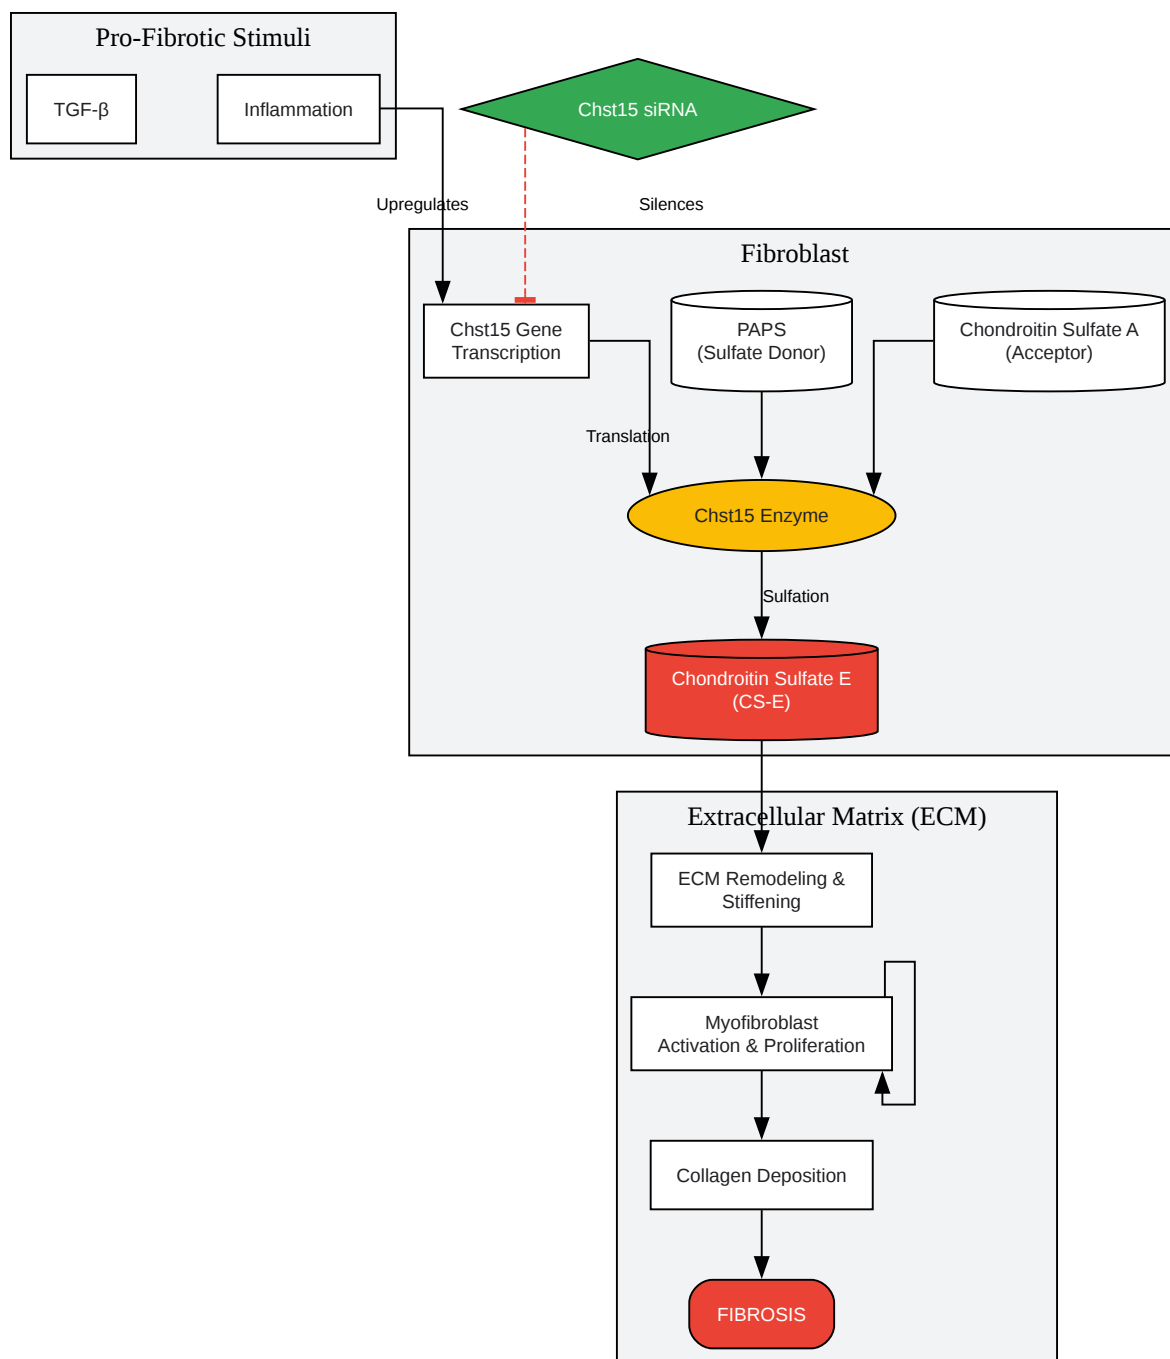 Pro-Fibrotic Stimuli
TGF-β
Inflammation
Chst15 siRNA
Upregulates
Silences
Fibroblast
Chst15 Gene
Transcription
PAPS
(Sulfate Donor)
Chondroitin Sulfate A
(Acceptor)
Translation
Chst15 Enzyme
Sulfation
Chondroitin Sulfate E
(CS-E)
Extracellular Matrix (ECM)
ECM Remodeling &
Stiffening
Myofibroblast
Activation & Proliferation
Collagen Deposition
FIBROSIS